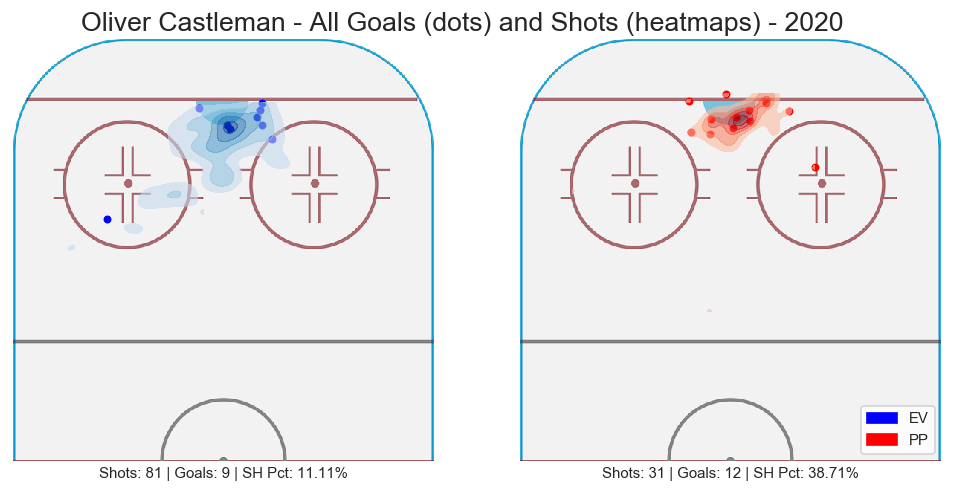 Oliver Castleman - All Goals (dots) and Shots (heatmaps) - 2020
EV
PP
Shots: 81 | Goals: 9 | SH Pct: 11.11%
Shots: 31 | Goals: 12 | SH Pct: 38.71%